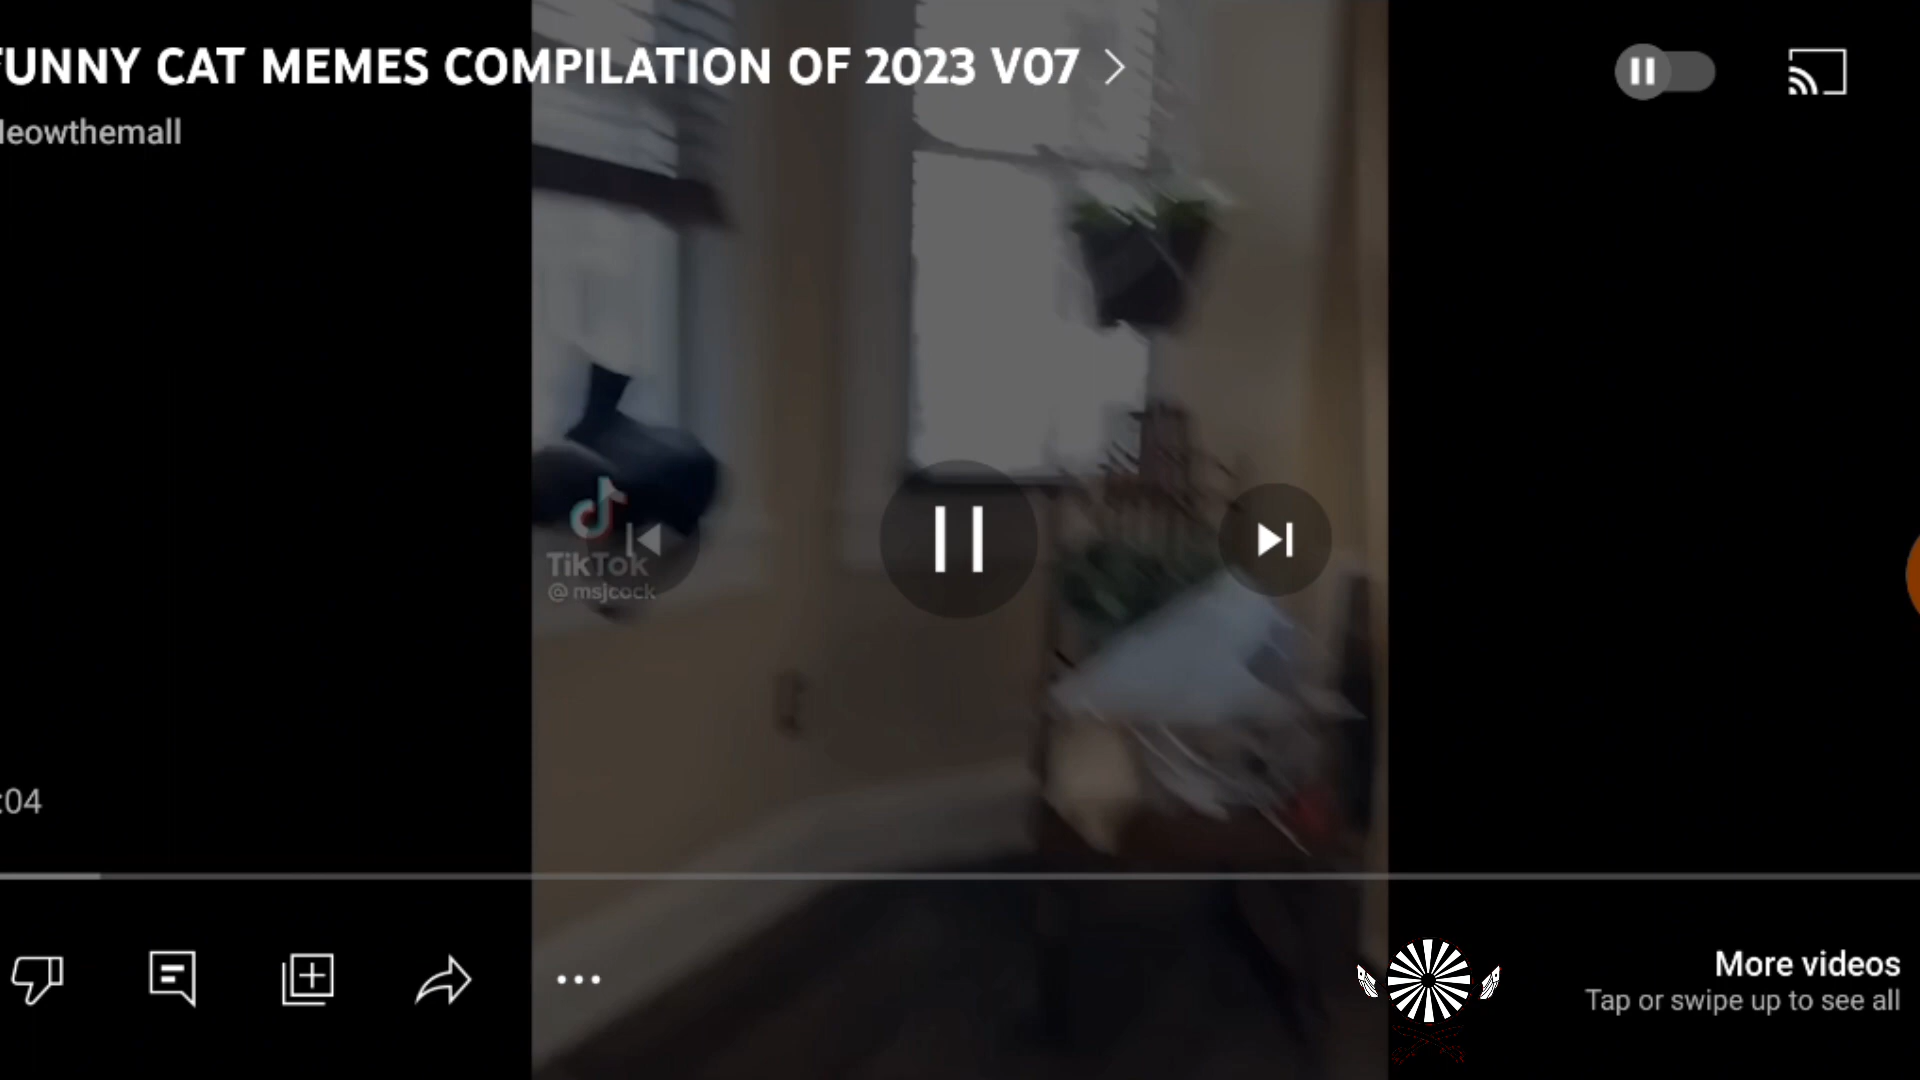 FUNNY CAT MEMES COMPILATION OF 2023 V07
leowthemall
TikTok
@msjcock
:04
More videos
Tap or swipe up to see all